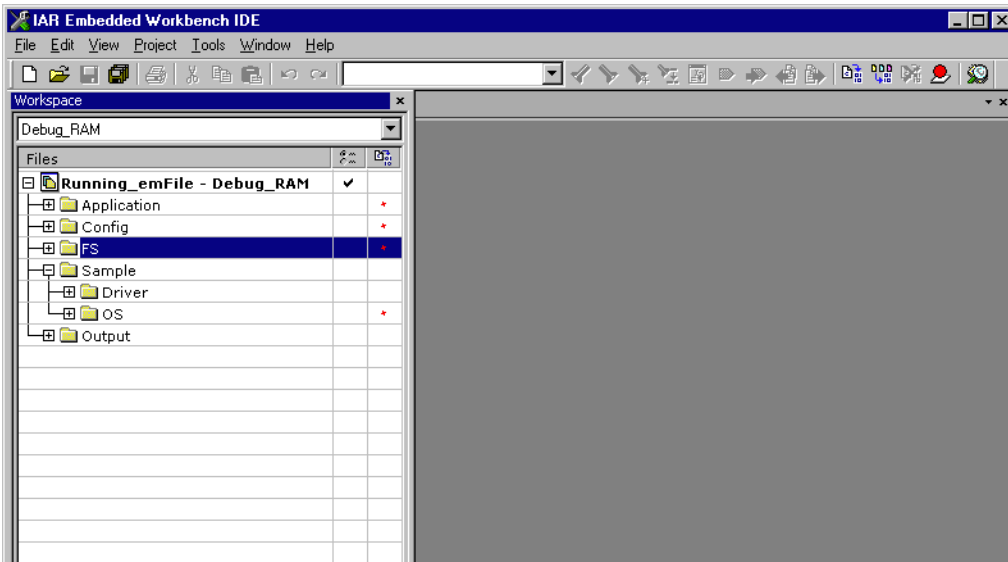 IAR Embedded Workbench IDE
File Edit View Project Tools Window Help
Workspace
Debug_RAM
Files
Running_emFile - Debug_RAM
Application
Config
FS
Sample
Driver
OS
Output